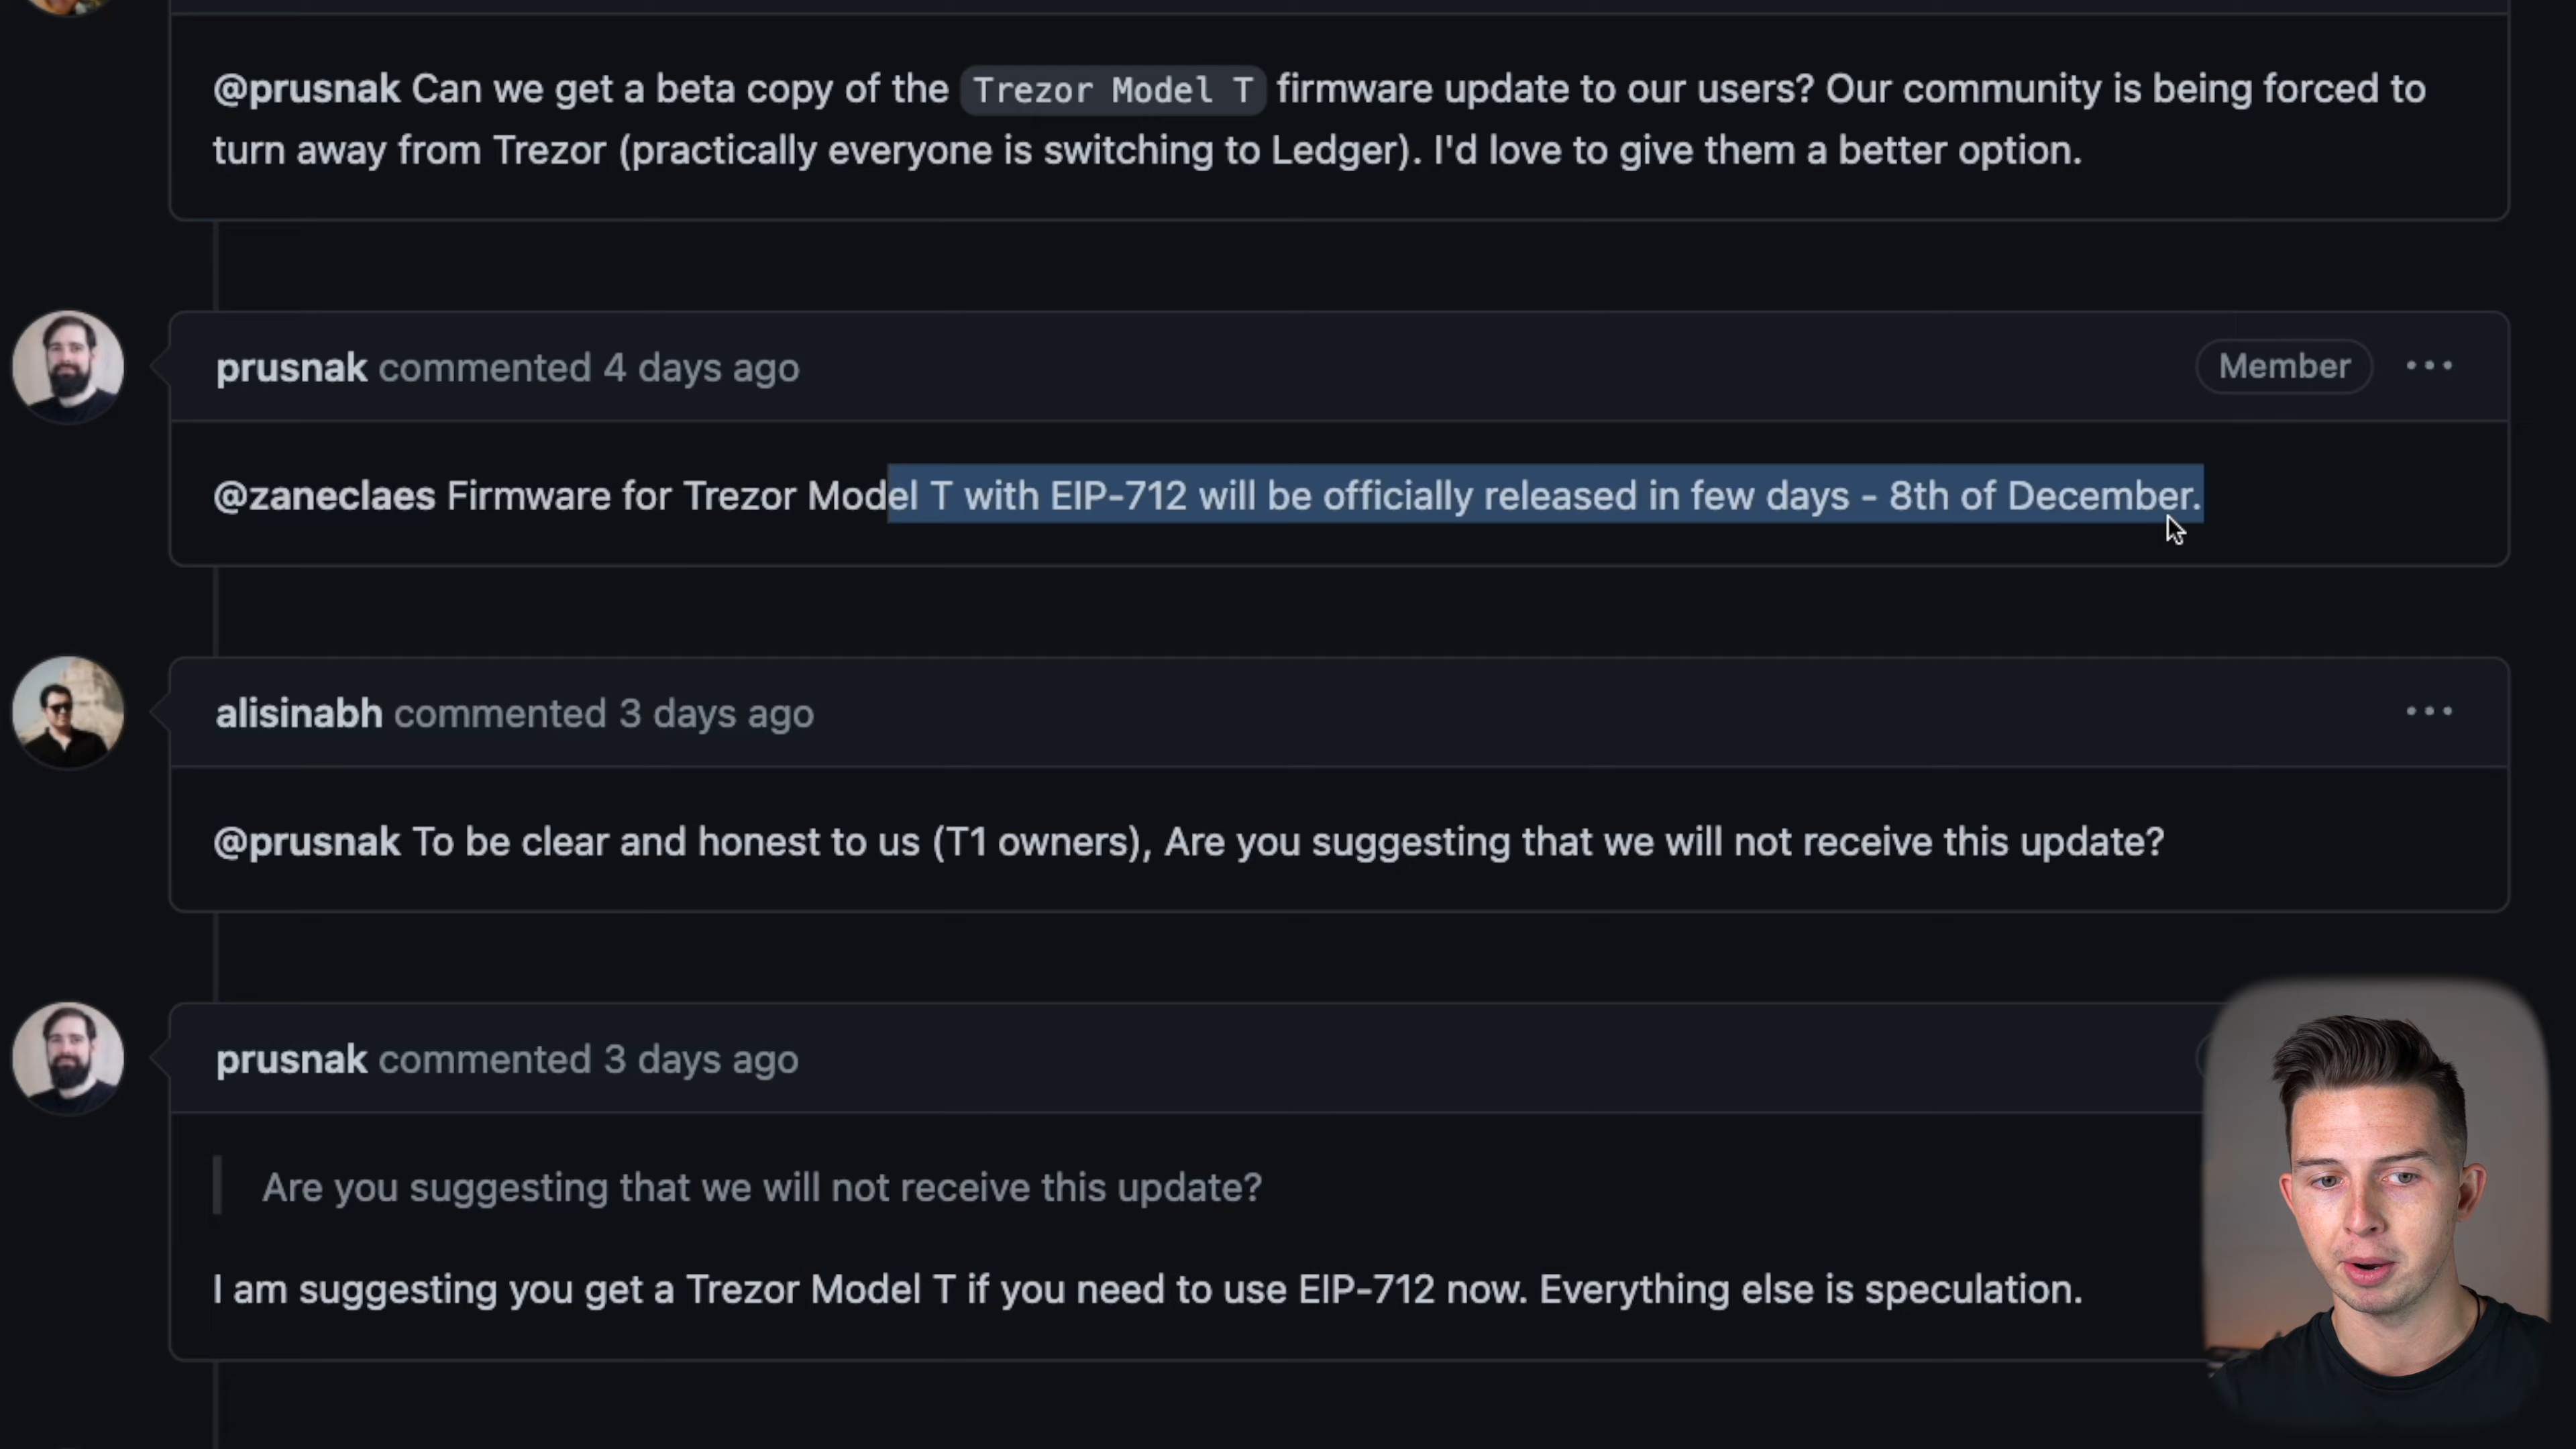 @prusnak Can we get a beta copy of the Trezor Model T firmware update to our users? Our community is being forced to
turn away from Trezor (practically everyone is switching to Ledger). I'd love to give them a better option.
prusnak commented 4 days ago Member
@zaneclaes Firmware for Trezor Model T with EIP-712 will be officially released in few days - 8th of December.
alisinabh commented 3 days ago
@prusnak To be clear and honest to us (T1 owners), Are you suggesting that we will not receive this update?
prusnak commented 3 days ago
Are you suggesting that we will not receive this update?
I am suggesting you get a Trezor Model T if you need to use EIP-712 now. Everything else is speculation.